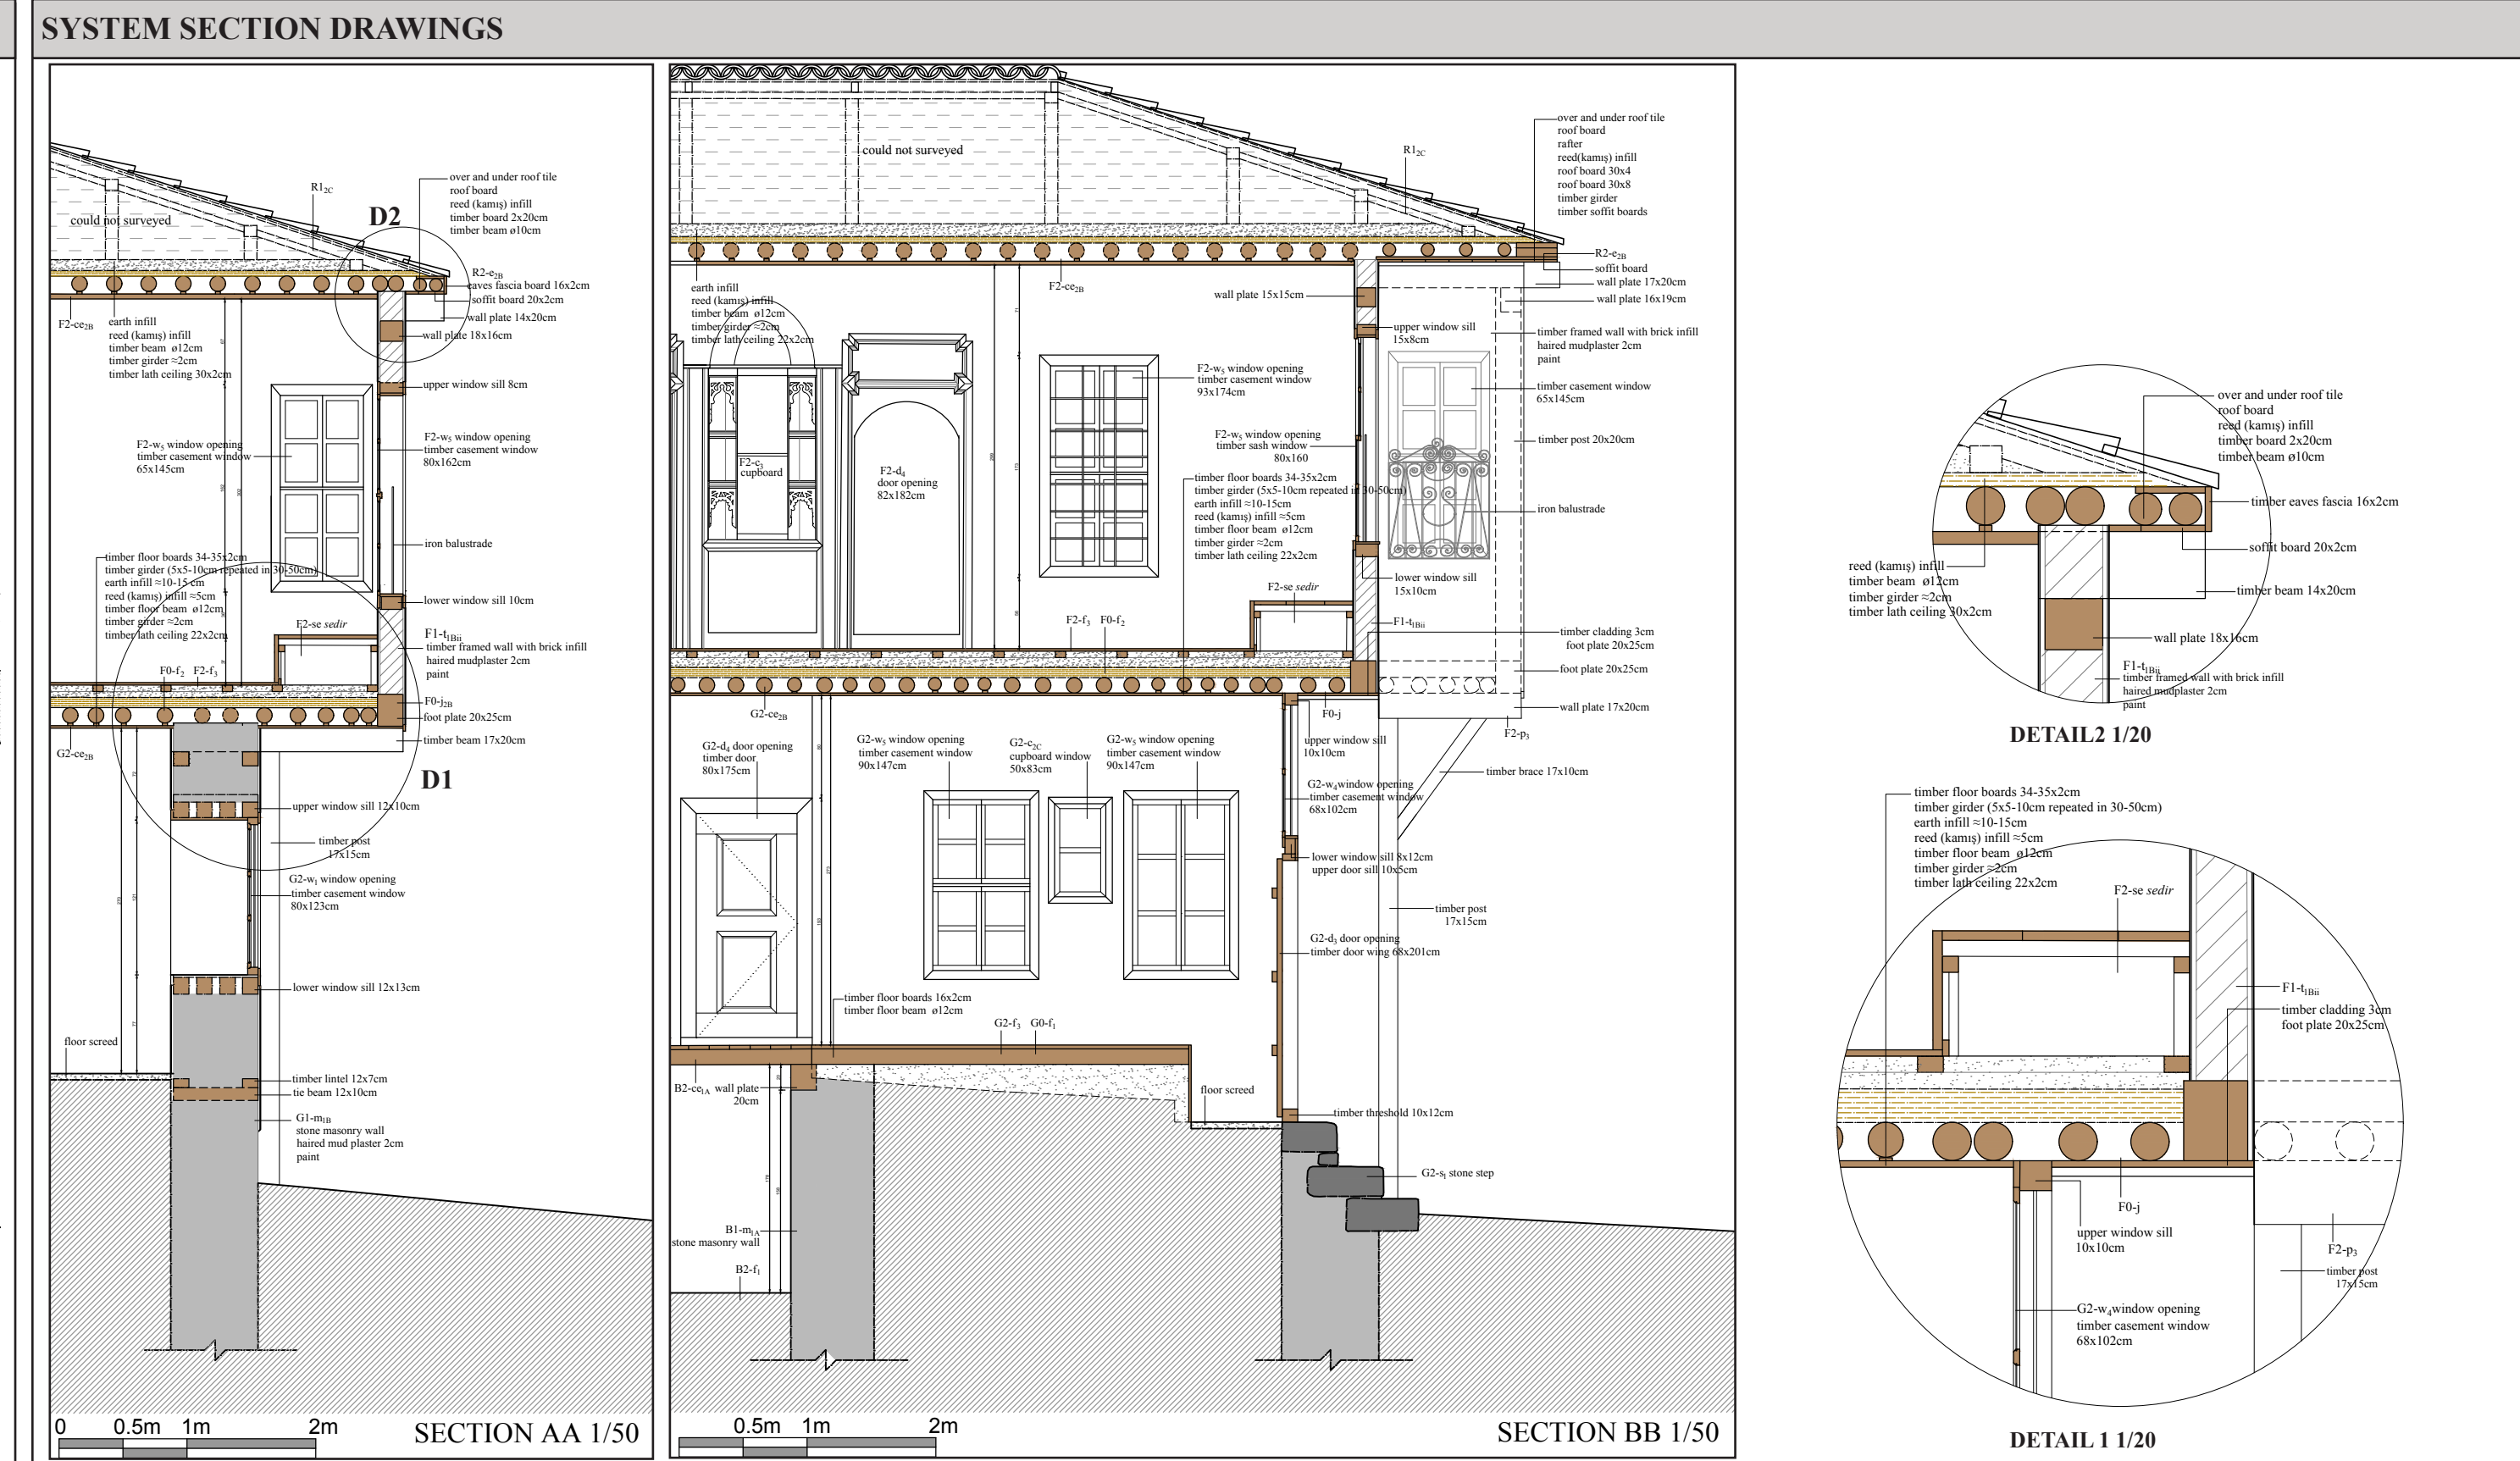 SYSTEM SECTION DRAWINGS
could not surveyed
R12C
D2
over and under roof tile
roof board
reed (kamış) infill
timber board 2x20cm
timber beam ø10cm
R2-e2B
eaves fascia board 16x2cm
soffit board 20x2cm
wall plate 14x20cm
wall plate 18x16cm
F2-ce2B
earth infill
reed (kamış) infill
timber beam ø12cm
timber girder ≈2cm
timber lath ceiling 30x2cm
upper window sill 8cm
F2-w5 window opening
timber casement window
65x145cm
F2-w5 window opening
timber casement window
80x162cm
iron balustrade
timber floor boards 34-35x2cm
timber girder (5x5-10cm repeated in 30-50cm)
earth infill ≈10-15 cm
reed (kamış) infill ≈5cm
timber floor beam ø12cm
timber girder ≈2cm
timber lath ceiling 22x2cm
lower window sill 10cm
F2-se sedir
F1-t1Bii
timber framed wall with brick infill
haired mudplaster 2cm
paint
F0-f2 F2-f3
F0-j2B
foot plate 20x25cm
timber beam 17x20cm
G2-ce2B
D1
upper window sill 12x10cm
timber post
17x15cm
G2-w1 window opening
timber casement window
80x123cm
lower window sill 12x13cm
floor screed
timber lintel 12x7cm
tie beam 12x10cm
G1-m1B
stone masonry wall
haired mud plaster 2cm
paint
0 0.5m 1m 2m
SECTION AA 1/50
could not surveyed
R12C
over and under roof tile
roof board
rafter
reed(kamış) infill
roof board 30x4
roof board 30x8
timber girder
timber soffit boards
R2-e2B
soffit board
wall plate 17x20cm
wall plate 16x19cm
earth infill
reed (kamış) infill
timber beam ø12cm
timber girder ≈2cm
timber lath ceiling 22x2cm
F2-ce2B
wall plate 15x15cm
upper window sill
15x8cm
timber framed wall with brick infill
haired mudplaster 2cm
paint
F2-w5 window opening
timber casement window
93x174cm
timber casement window
65x145cm
F2-c3
cupboard
F2-d4
door opening
82x182cm
F2-w5 window opening
timber sash window
80x160
timber post 20x20cm
timber floor boards 34-35x2cm
timber girder (5x5-10cm repeated in 30-50cm)
earth infill ≈10-15cm
reed (kamış) infill ≈5cm
timber floor beam ø12cm
timber girder ≈2cm
timber lath ceiling 22x2cm
iron balustrade
lower window sill
15x10cm
F2-se sedir
F2-f3 F0-f2
F1-t1Bii
timber cladding 3cm
foot plate 20x25cm
foot plate 20x25cm
wall plate 17x20cm
G2-ce2B
F0-j
F2-p3
G2-d4 door opening
timber door
80x175cm
G2-w5 window opening
timber casement window
90x147cm
G2-c2C
cupboard window
50x83cm
G2-w5 window opening
timber casement window
90x147cm
upper window sill
10x10cm
G2-w4window opening
timber casement window
68x102cm
timber brace 17x10cm
lower window sill 8x12cm
upper door sill 10x5cm
timber post
17x15cm
G2-d3 door opening
timber door wing 68x201cm
timber floor boards 16x2cm
timber floor beam ø12cm
G2-f3 G0-f1
B2-ce1A wall plate
20cm
floor screed
timber threshold 10x12cm
G2-s1 stone step
B1-m1A
stone masonry wall
B2-f1
0.5m 1m 2m
SECTION BB 1/50
over and under roof tile
roof board
reed (kamış) infill
timber board 2x20cm
timber beam ø10cm
timber eaves fascia 16x2cm
soffit board 20x2cm
reed (kamış) infill
timber beam ø12cm
timber girder ≈2cm
timber lath ceiling 30x2cm
timber beam 14x20cm
wall plate 18x16cm
F1-t1Bii
timber framed wall with brick infill
haired mudplaster 2cm
paint
DETAIL2 1/20
timber floor boards 34-35x2cm
timber girder (5x5-10cm repeated in 30-50cm)
earth infill ≈10-15cm
reed (kamış) infill ≈5cm
timber floor beam ø12cm
timber girder ≈2cm
timber lath ceiling 22x2cm
F2-se sedir
F1-t1Bii
timber cladding 3cm
foot plate 20x25cm
F0-j
upper window sill
10x10cm
F2-p3
timber post
17x15cm
G2-w4window opening
timber casement window
68x102cm
DETAIL 1 1/20